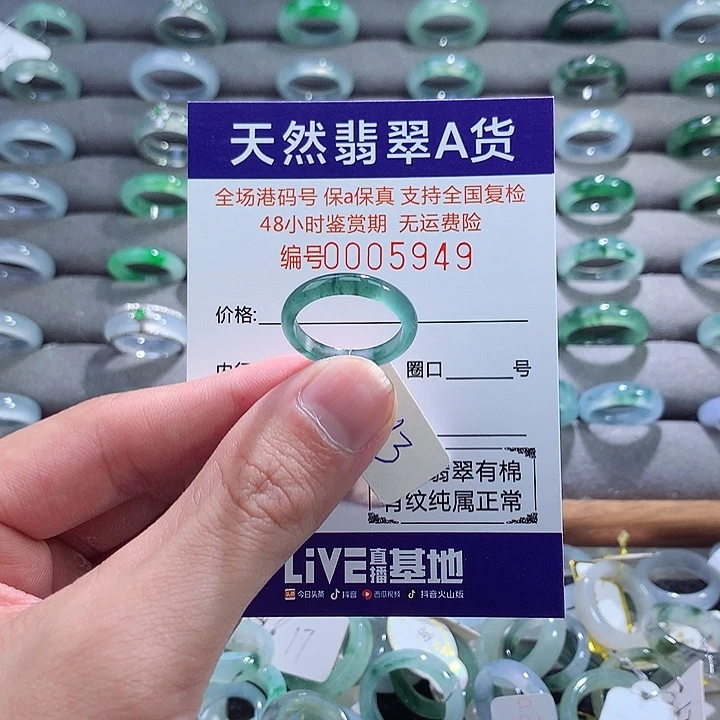 天然翡翠A货
全场港码号 保a保真 支持全国复检
48小时鉴赏期 无运费险
编号0005949
价格:
圈口 号
翠有棉
纹纯属正常
LiVE直播基地
今日头条 抖音 西瓜视频 抖音火山版
17